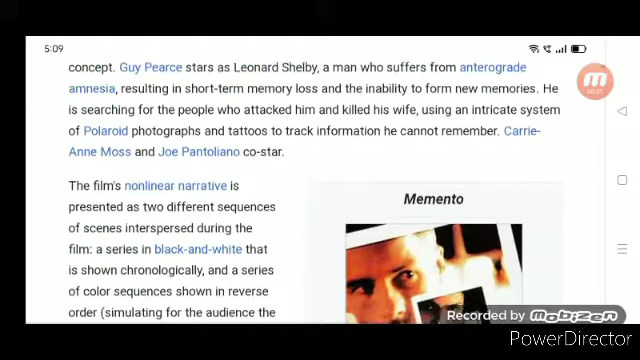 5:09
concept. Guy Pearce stars as Leonard Shelby, a man who suffers from anterograde
amnesia, resulting in short-term memory loss and the inability to form new memories. He
is searching for the people who attacked him and killed his wife, using an intricate system
of Polaroid photographs and tattoos to track information he cannot remember. Carrie-
Anne Moss and Joe Pantoliano co-star.
The film's nonlinear narrative is
presented as two different sequences
of scenes interspersed during the
film: a series in black-and-white that
is shown chronologically, and a series
of color sequences shown in reverse
order (simulating for the audience the
Memento
Recorded by Mobizen
PowerDirector